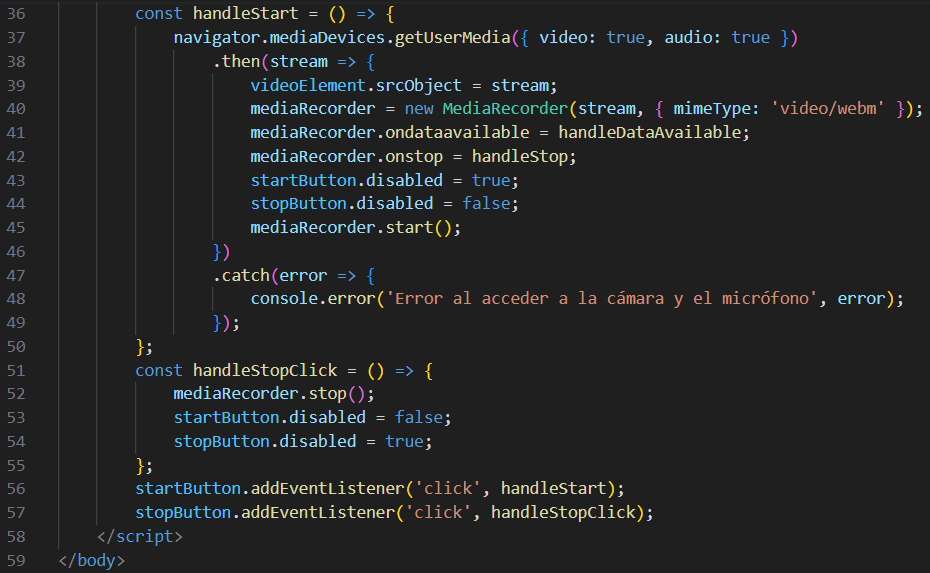 36 const handleStart = () => {
37 navigator.mediaDevices.getUserMedia({ video: true, audio: true })
38 .then(stream => {
39 videoElement.srcObject = stream;
40 mediaRecorder = new MediaRecorder(stream, { mimeType: 'video/webm' });
41 mediaRecorder.ondataavailable = handleDataAvailable;
42 mediaRecorder.onstop = handleStop;
43 startButton.disabled = true;
44 stopButton.disabled = false;
45 mediaRecorder.start();
46 })
47 .catch(error => {
48 console.error('Error al acceder a la cámara y el micrófono', error);
49 });
50 };
51 const handleStopClick = () => {
52 mediaRecorder.stop();
53 startButton.disabled = false;
54 stopButton.disabled = true;
55 };
56 startButton.addEventListener('click', handleStart);
57 stopButton.addEventListener('click', handleStopClick);
58 </script>
59 </body>